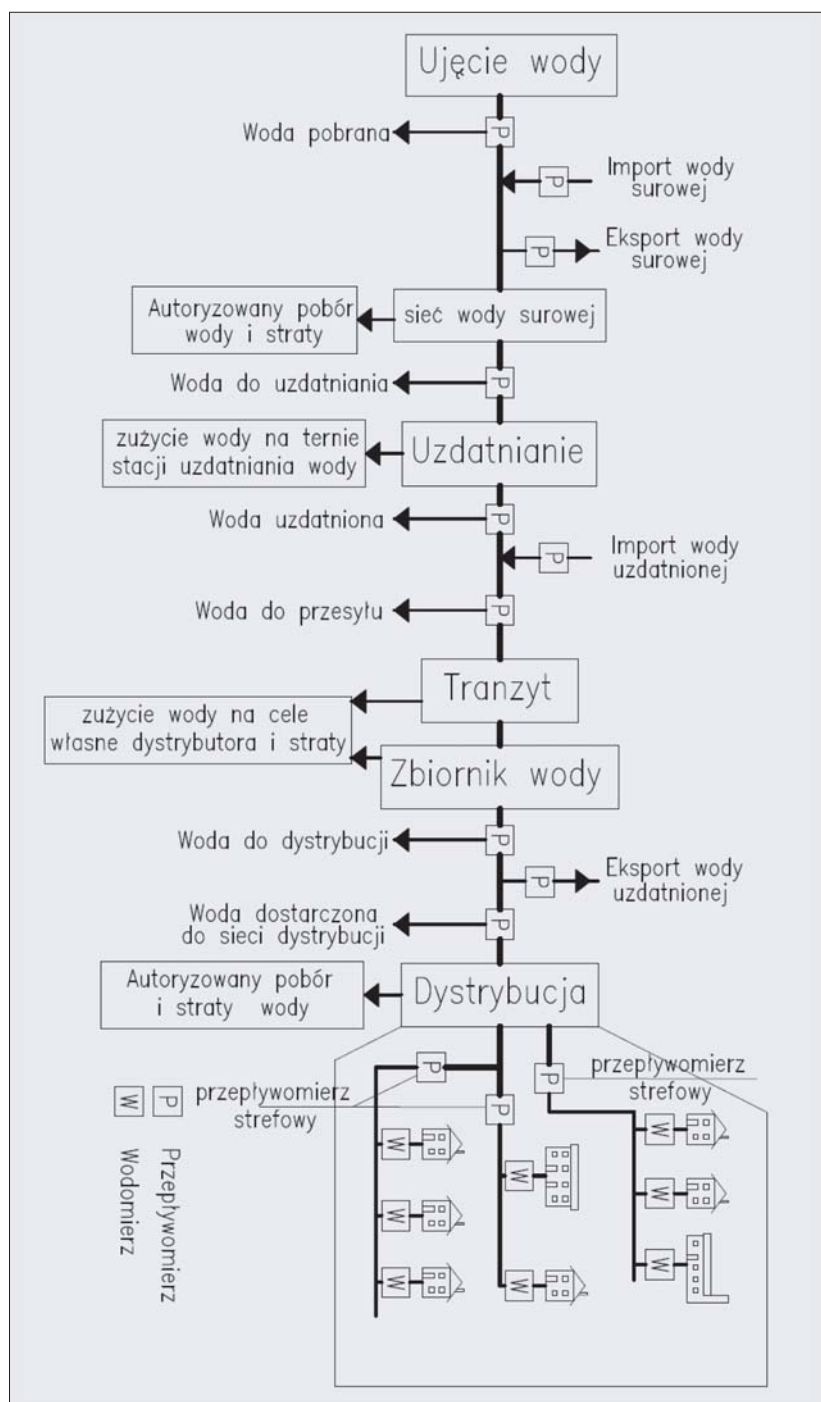 Ujęcie wody
P
Woda pobrana
Import wody
surowej
P
Eksport wody
surowej
P
Autoryzowany pobór
wody i straty
sieć wody surowej
Woda do uzdatniania
P
zużycie wody na ternie
stacji uzdatniania wody
Uzdatnianie
Woda uzdatniona
P
Import wody
uzdatnionej
P
Woda do przesyłu
P
Tranzyt
zużycie wody na cele
własne dystrybutora i straty
Zbiornik wody
Woda do dystrybucji
P
Eksport wody
uzdatnionej
P
Woda dostarczona
do sieci dystrybucji
P
Autoryzowany pobór
i straty wody
Dystrybucja
P
P
przepływomierz
strefowy
przepływomierz
strefowy
P
W
W
W
W
W
W
W
W
P
Przepływomierz
W
Wodomierz